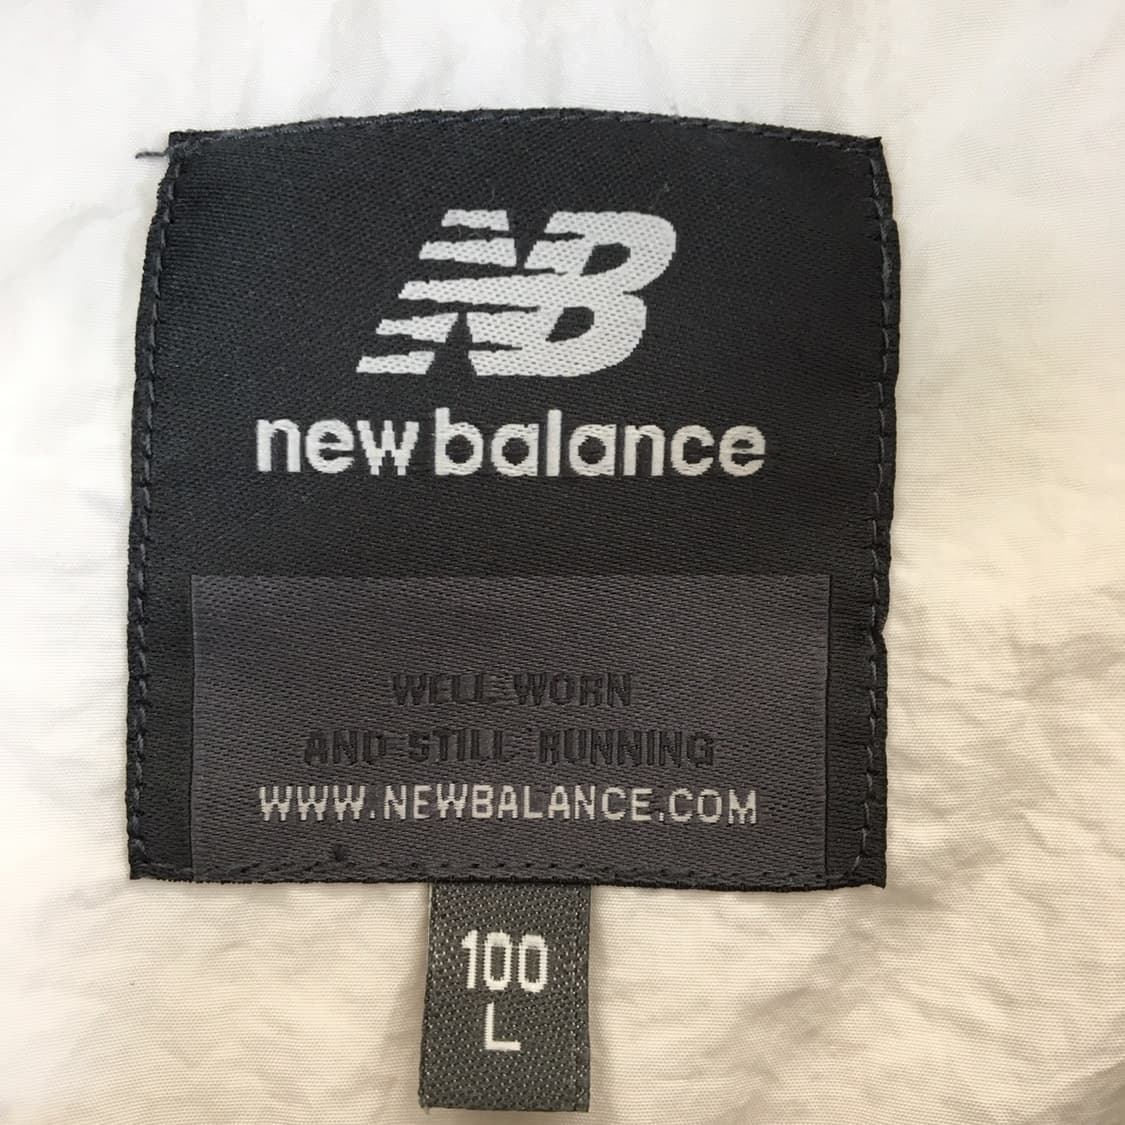 NB
new balance
WELL WORN
AND STILL RUNNING
WWW.NEWBALANCE.COM
100
L